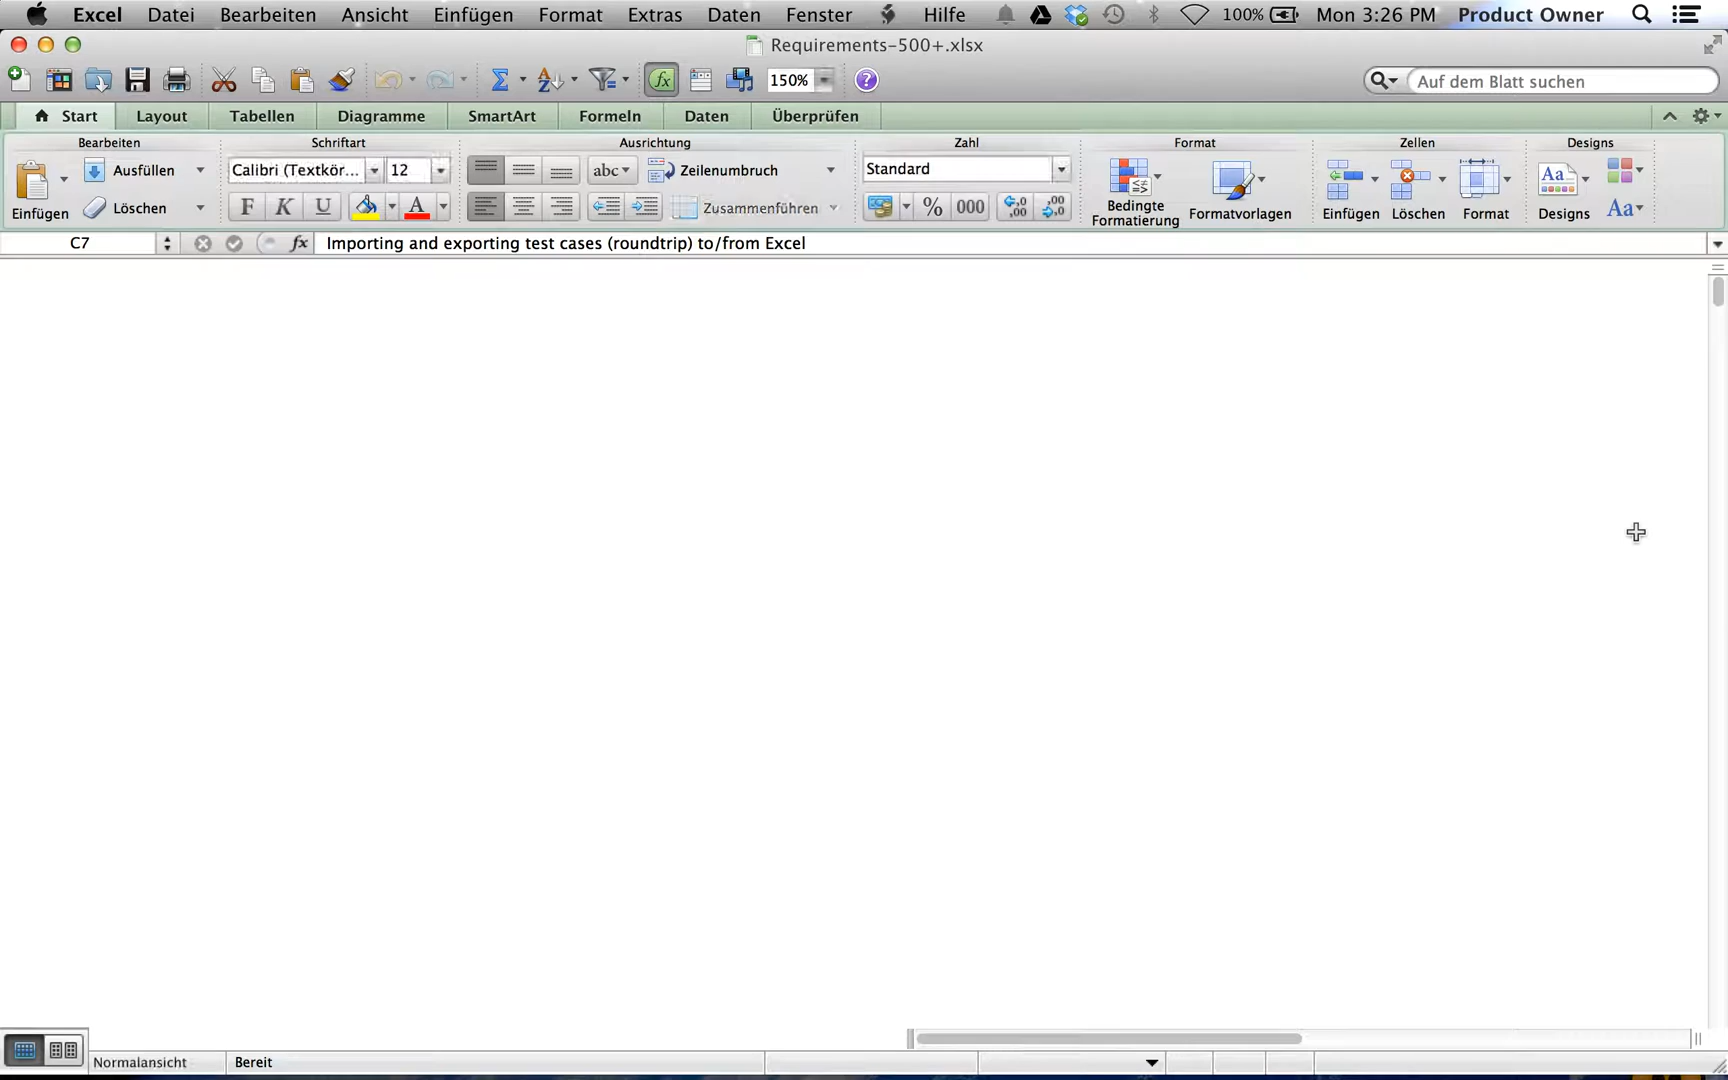 Excel Datei Bearbeiten Ansicht Einfügen Format Extras Daten Fenster Hilfe 100% Mon 3:26 PM Product Owner
Requirements-500+.xlsx
150% ? Auf dem Blatt suchen
Start Layout Tabellen Diagramme SmartArt Formeln Daten Überprüfen
Bearbeiten Schriftart Ausrichtung Zahl Format Zellen Designs
Ausfüllen Calibri (Textkör... 12 abc Zeilenumbruch Standard
Einfügen Löschen F K U A Zusammenführen % 000 ,00 ,00 Bedingte Formatierung Formatvorlagen Einfügen Löschen Format Aa Designs Aa
C7 fx Importing and exporting test cases (roundtrip) to/from Excel
Normalansicht Bereit